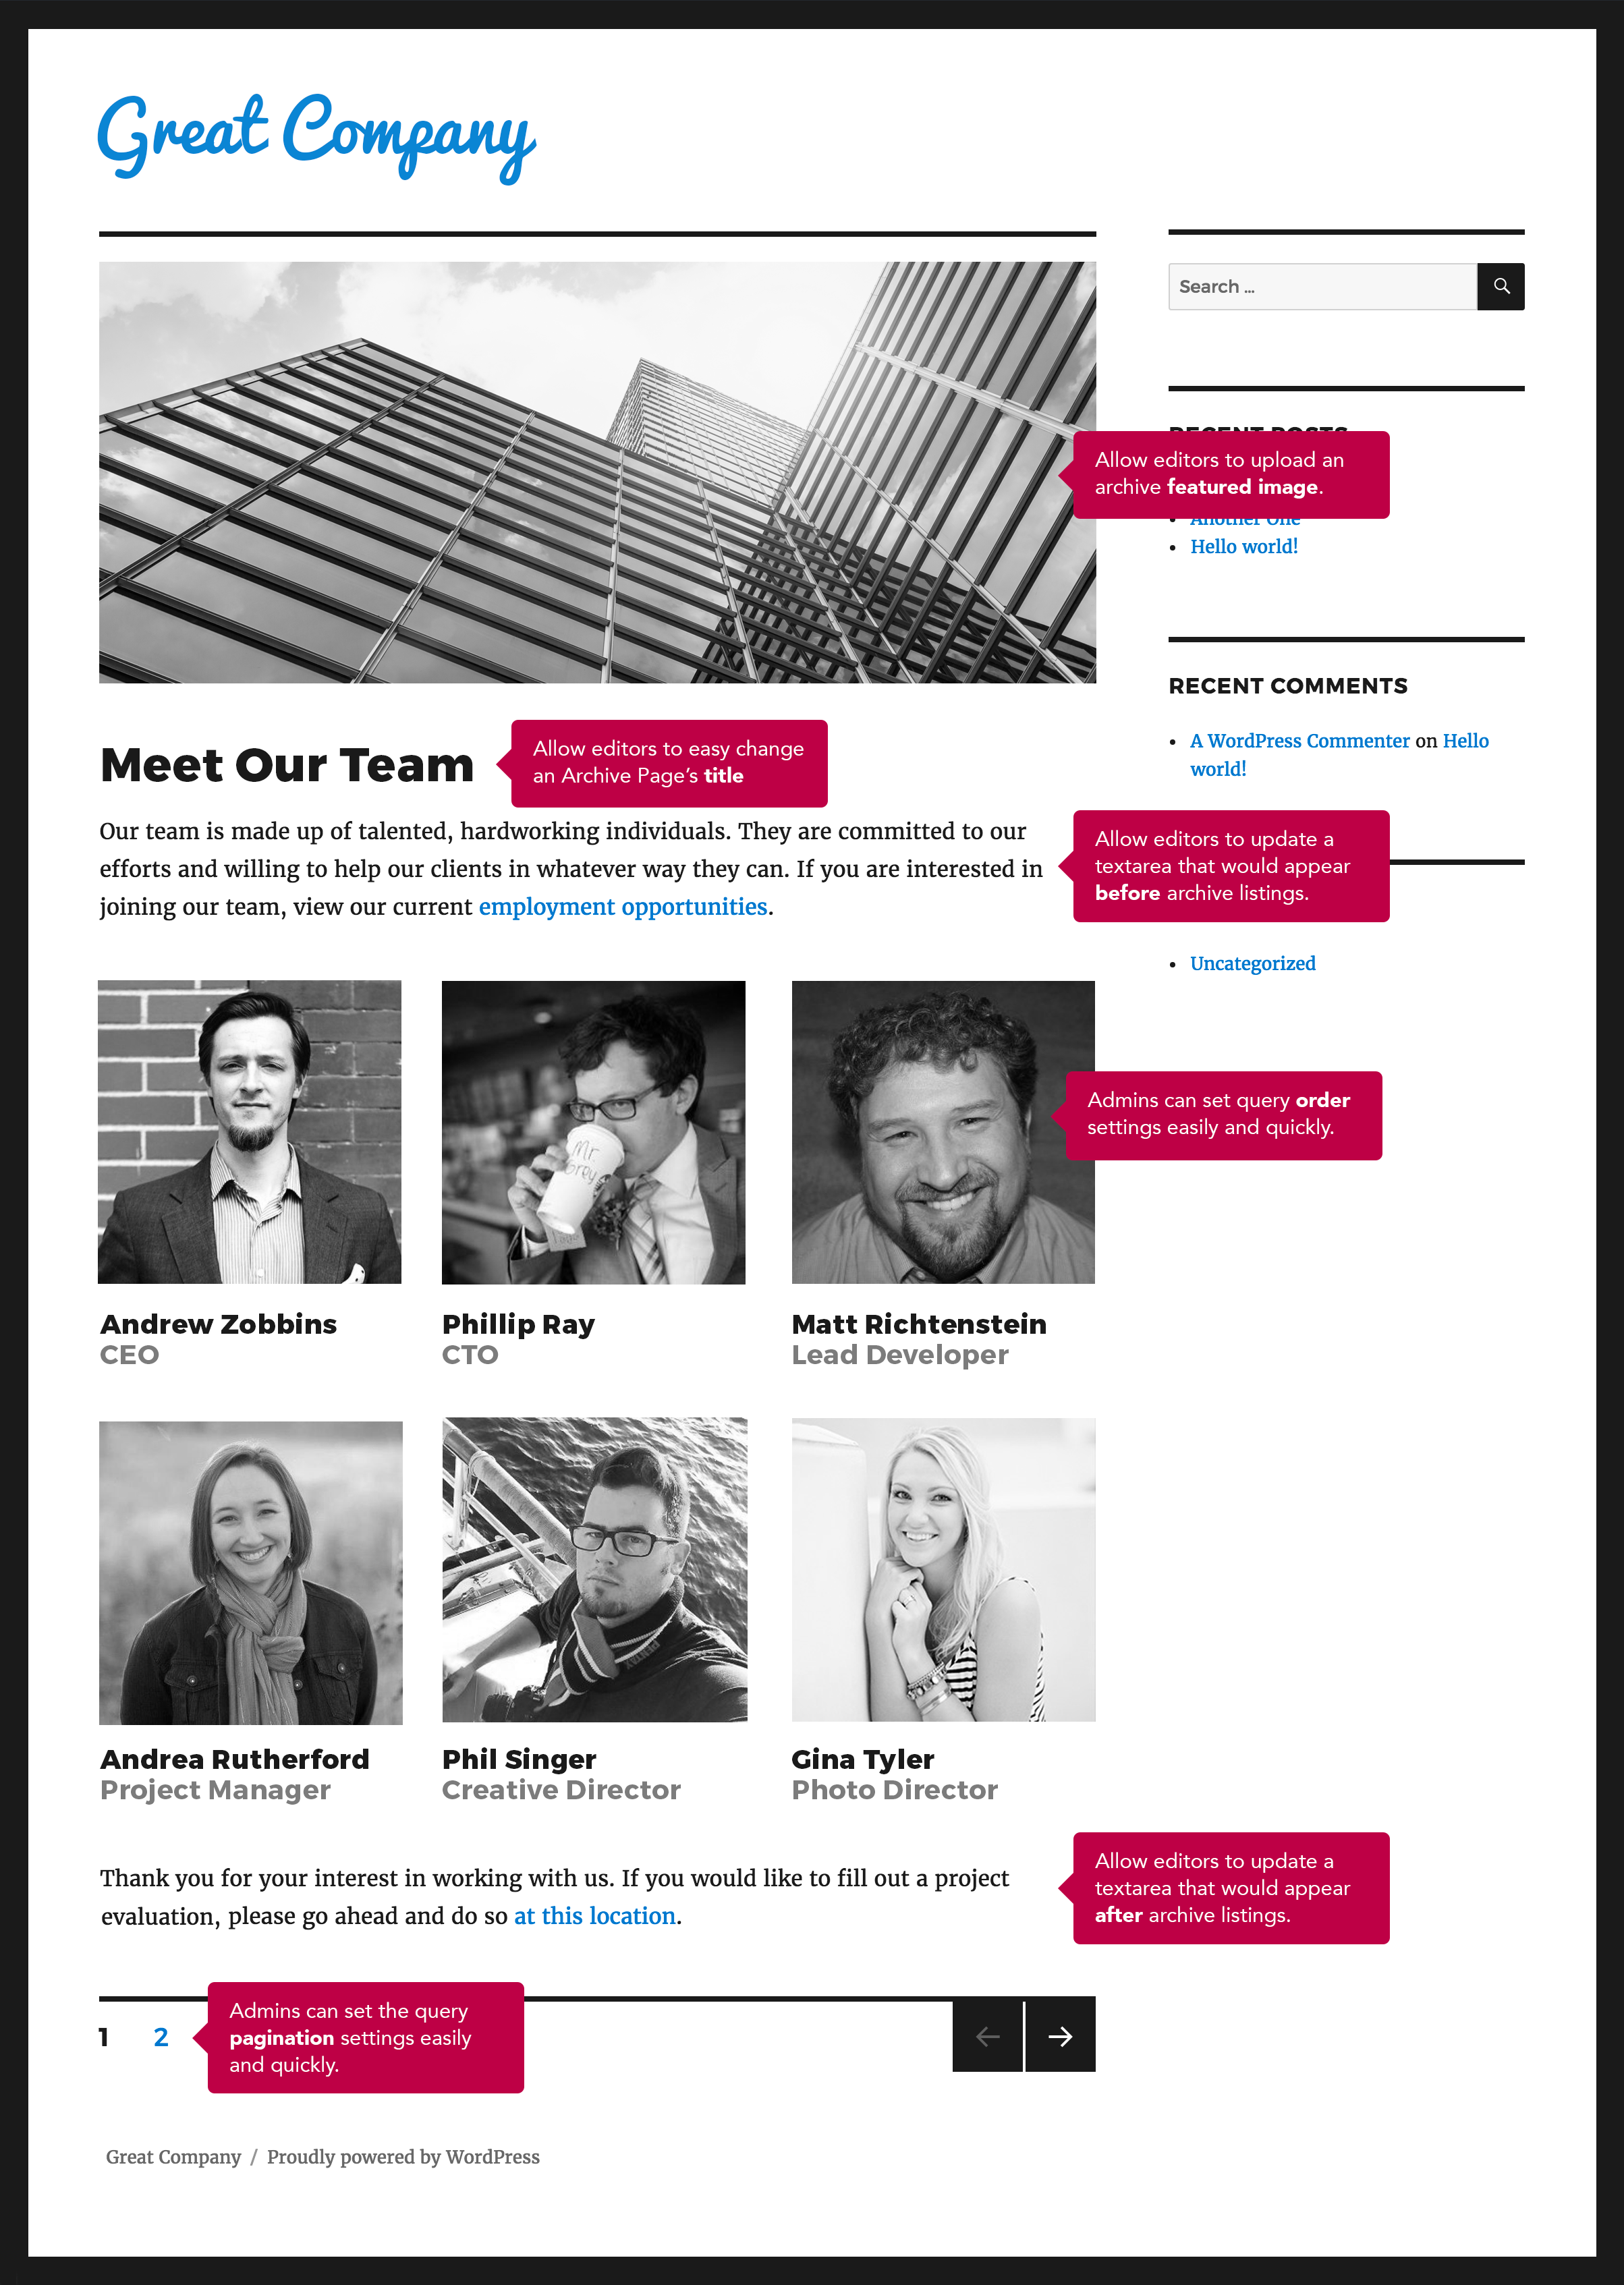 Great Company
Search ...
RECENT POSTS
Allow editors to upload an
archive featured image.
Another One
Hello world!
RECENT COMMENTS
A WordPress Commenter on Hello
world!
Meet Our Team
Allow editors to easy change
an Archive Page's title
Our team is made up of talented, hardworking individuals. They are committed to our
efforts and willing to help our clients in whatever way they can. If you are interested in
joining our team, view our current employment opportunities.
Allow editors to update a
textarea that would appear
before archive listings.
Uncategorized
Mr.
Grey
Admins can set query order
settings easily and quickly.
Andrew Zobbins
CEO
Phillip Ray
CTO
Matt Richtenstein
Lead Developer
Andrea Rutherford
Project Manager
Phil Singer
Creative Director
Gina Tyler
Photo Director
Thank you for your interest in working with us. If you would like to fill out a project
evaluation, please go ahead and do so at this location.
Allow editors to update a
textarea that would appear
after archive listings.
1 2
Admins can set the query
pagination settings easily
and quickly.
Great Company / Proudly powered by WordPress